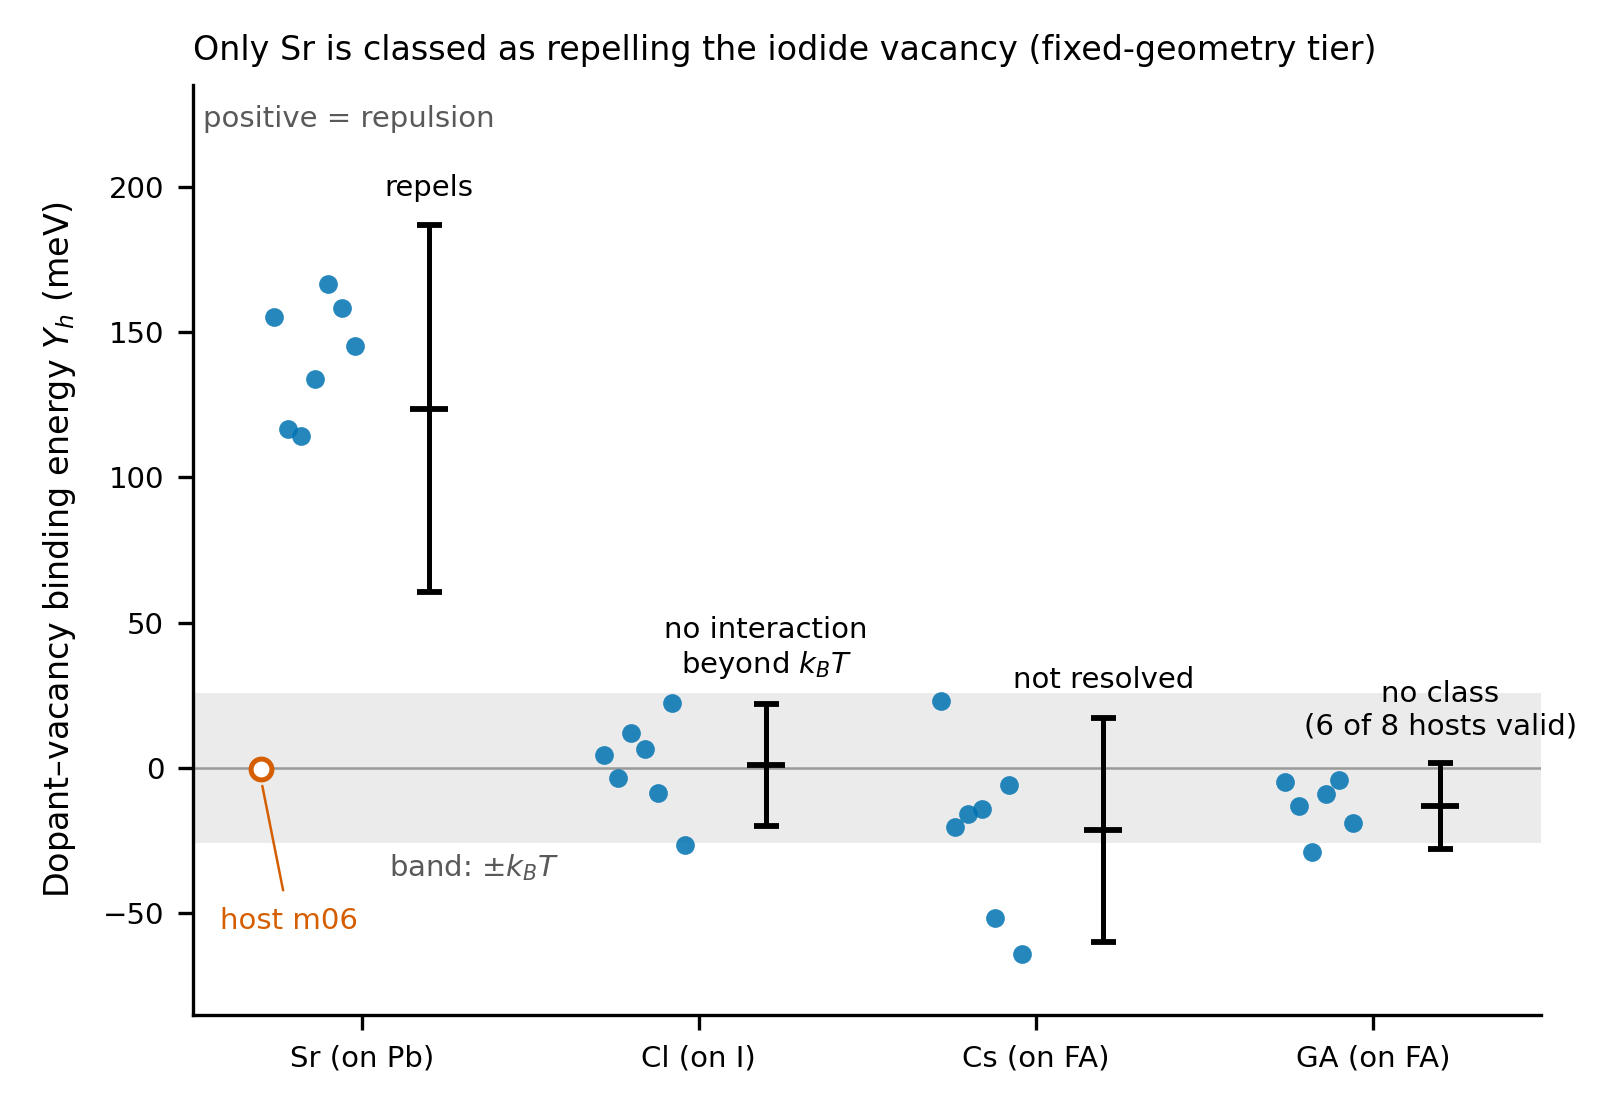 Only Sr is classed as repelling the iodide vacancy (fixed-geometry tier)
positive = repulsion
Dopant–vacancy binding energy Yₕ (meV)
200
150
100
50
0
−50
repels
no interaction
beyond k_BT
not resolved
no class
(6 of 8 hosts valid)
band: ±k_BT
host m06
Sr (on Pb)
Cl (on I)
Cs (on FA)
GA (on FA)